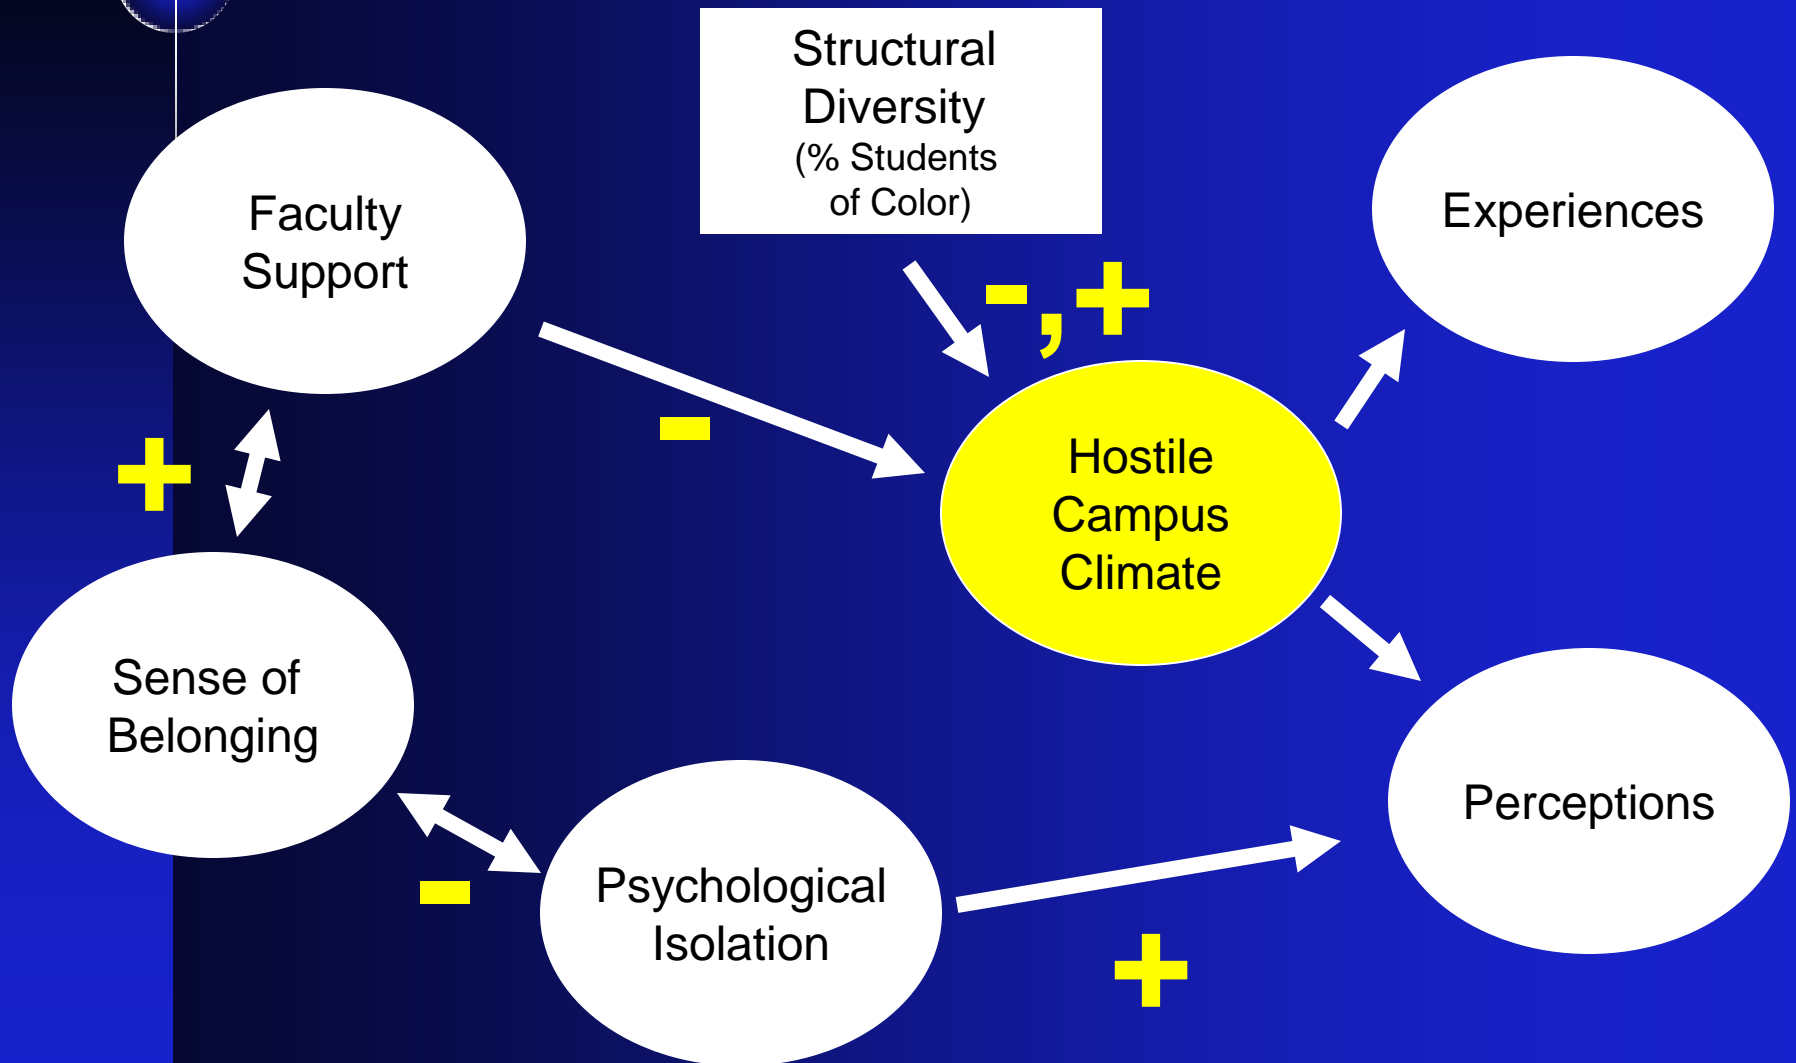 Structural
Diversity
(% Students
of Color)
Faculty
Support
Experiences
-,+
-
+
Hostile
Campus
Climate
Sense of
Belonging
Perceptions
-
Psychological
Isolation
+